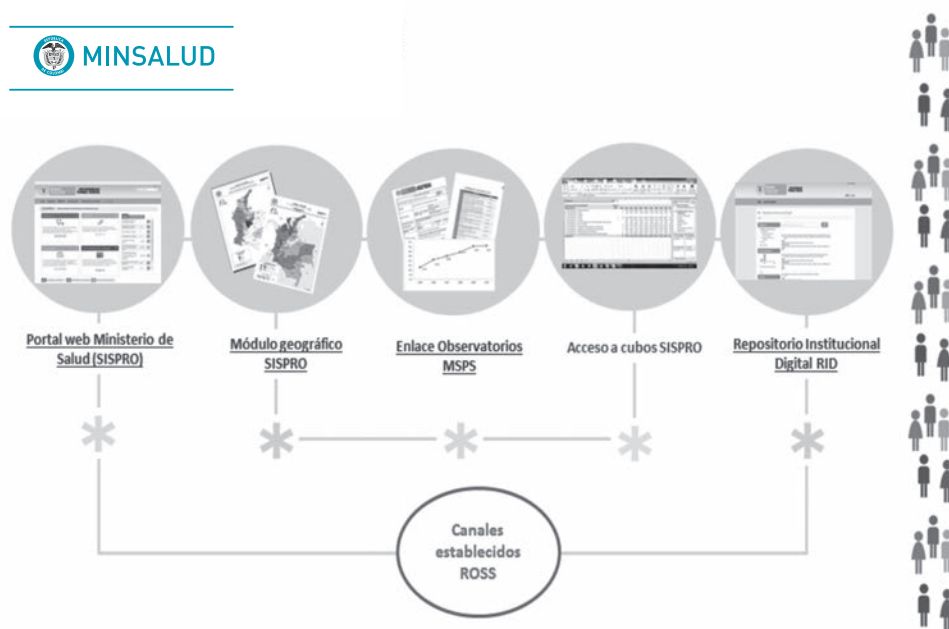 MINSALUD
Portal web Ministerio de
Salud (SISPRO)
Módulo geográfico
SISPRO
Enlace Observatorios
MSPS
Acceso a cubos SISPRO
Repositorio Institucional
Digital RID
Canales
establecidos
ROSS